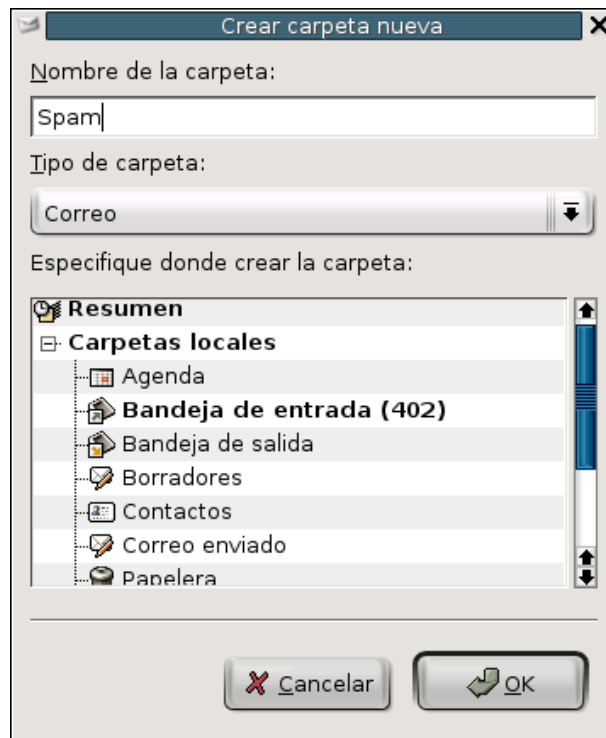 Crear carpeta nueva
Nombre de la carpeta:
Spam
Tipo de carpeta:
Correo
Especifique donde crear la carpeta:
Resumen
Carpetas locales
Agenda
Bandeja de entrada (402)
Bandeja de salida
Borradores
Contactos
Correo enviado
Papelera
Cancelar OK